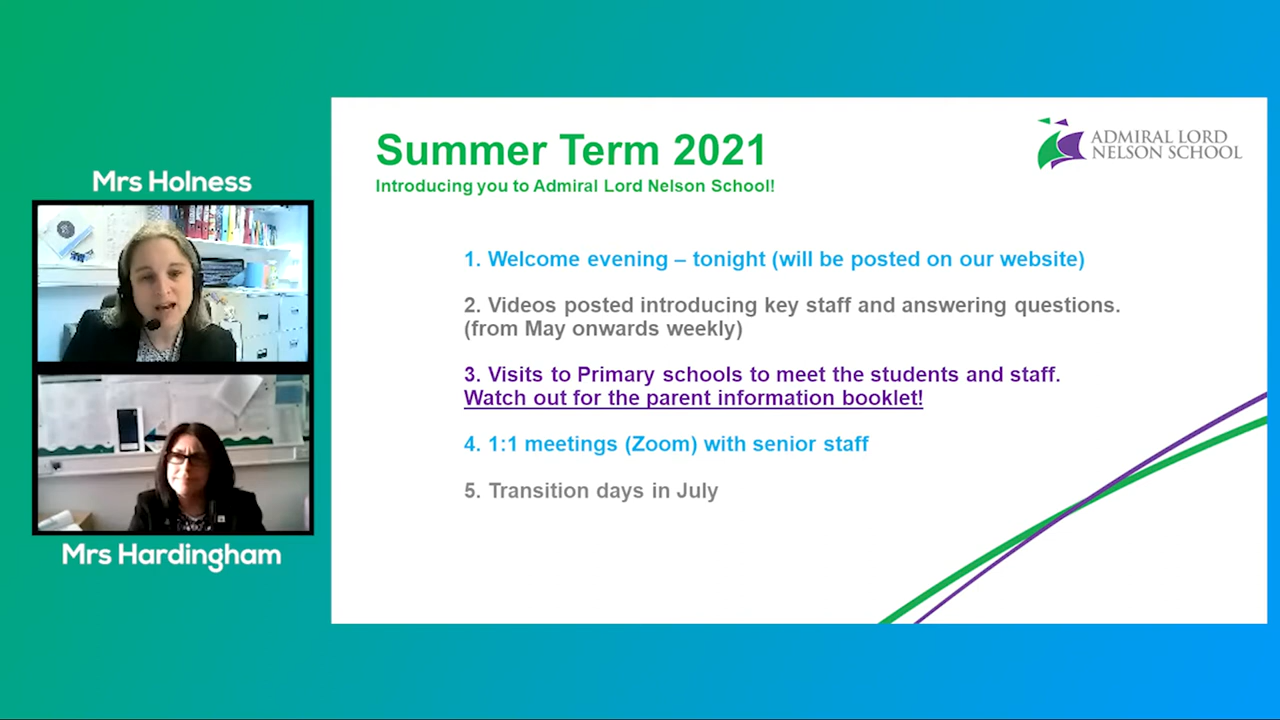 Mrs Holness
Mrs Hardingham
Summer Term 2021
Introducing you to Admiral Lord Nelson School!
ADMIRAL LORD
NELSON SCHOOL
1. Welcome evening – tonight (will be posted on our website)
2. Videos posted introducing key staff and answering questions.
(from May onwards weekly)
3. Visits to Primary schools to meet the students and staff.
Watch out for the parent information booklet!
4. 1:1 meetings (Zoom) with senior staff
5. Transition days in July